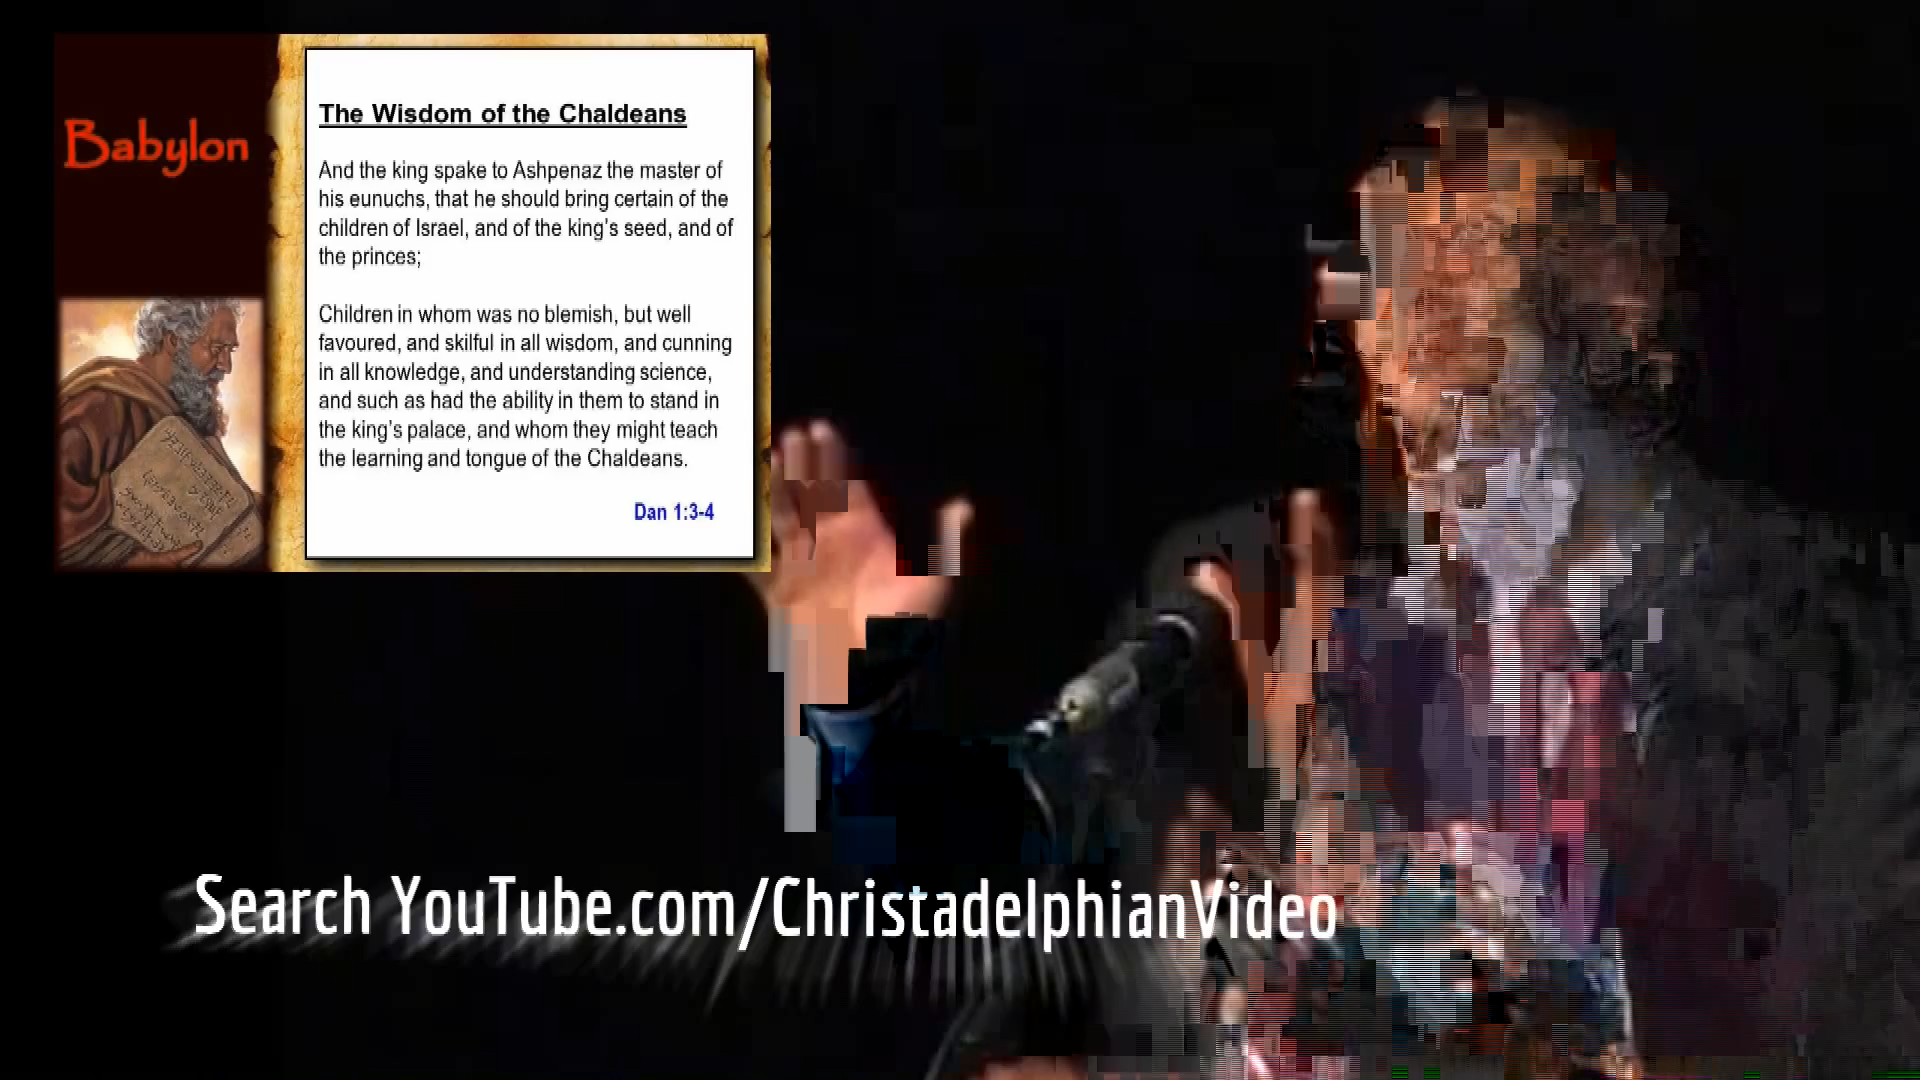 Babylon
The Wisdom of the Chaldeans
And the king spake to Ashpenaz the master of
his eunuchs, that he should bring certain of the
children of Israel, and of the king's seed, and of
the princes;
Children in whom was no blemish, but well
favoured, and skilful in all wisdom, and cunning
in all knowledge, and understanding science,
and such as had the ability in them to stand in
the king's palace, and whom they might teach
the learning and tongue of the Chaldeans.
Dan 1:3-4
Search YouTube.com/ChristadelphianVideo